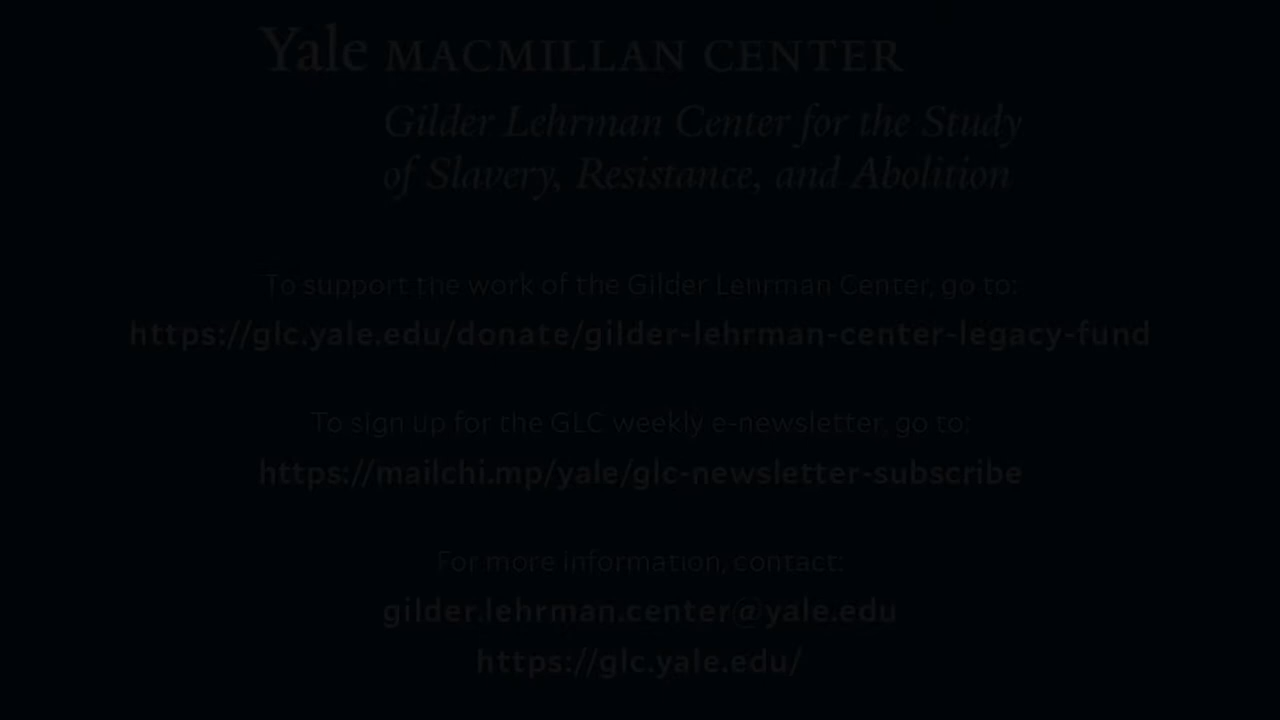 Yale MACMILLAN CENTER
Gilder Lehrman Center for the Study
of Slavery, Resistance, and Abolition
To support the work of the Gilder Lehrman Center, go to:
https://glc.yale.edu/donate/gilder-lehrman-center-legacy-fund
To sign up for the GLC weekly e-newsletter, go to:
https://mailchi.mp/yale/glc-newsletter-subscribe
For more information, contact:
gilder.lehrman.center@yale.edu
https://glc.yale.edu/